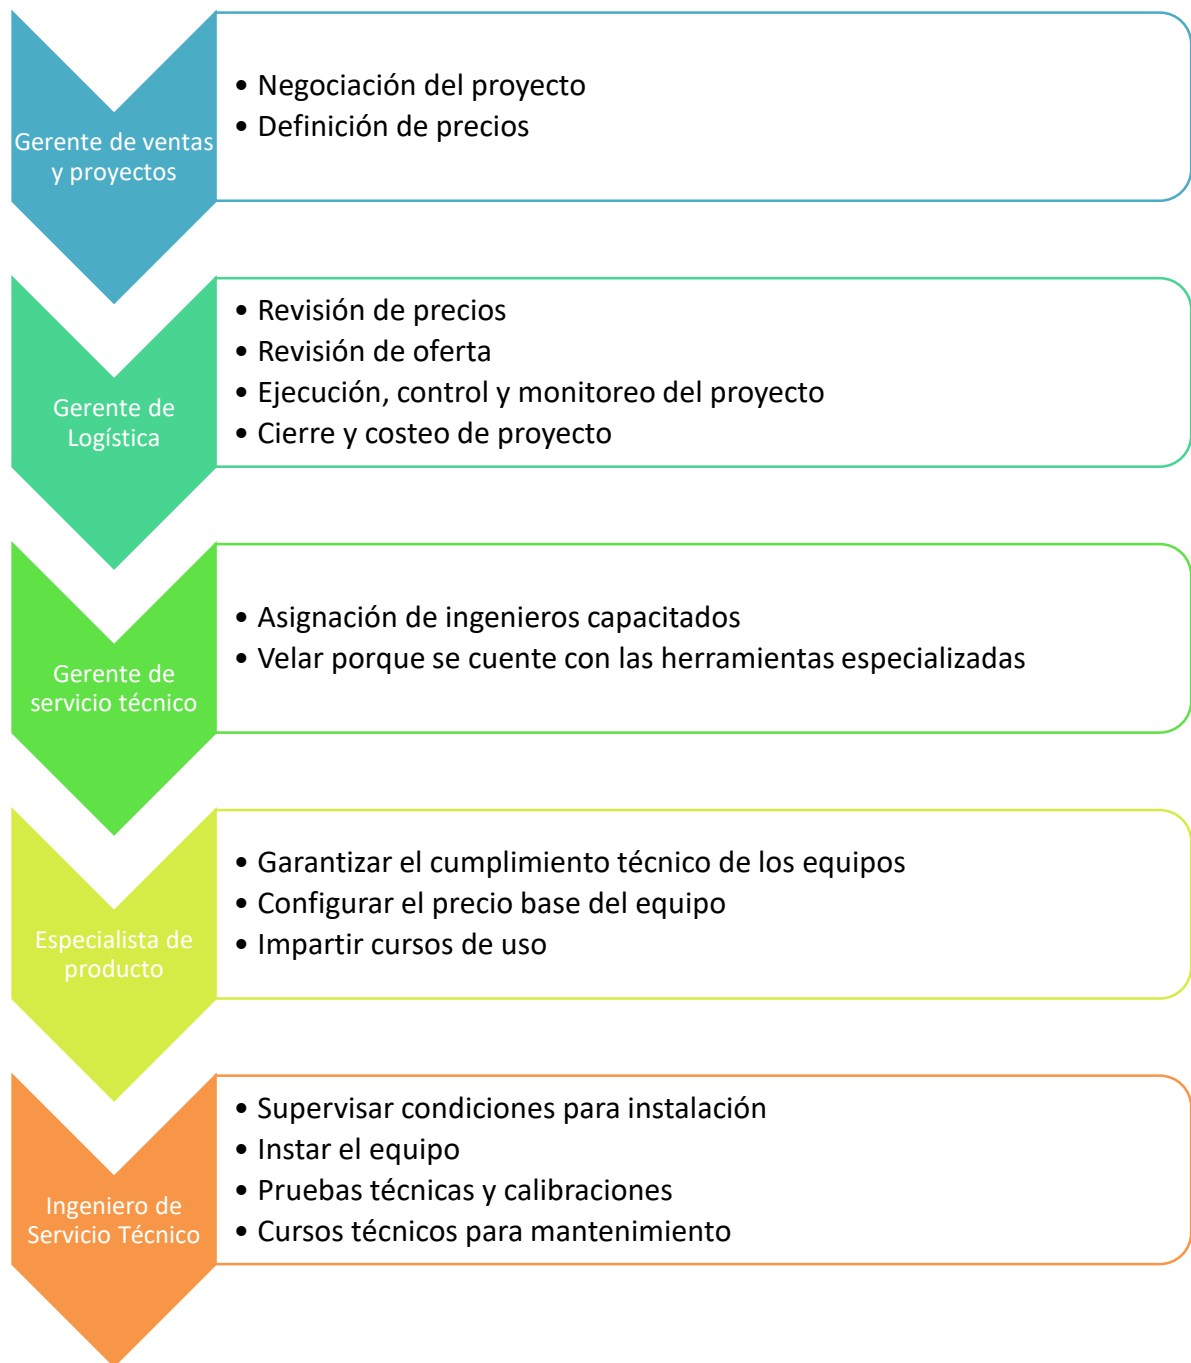 Gerente de ventas
y proyectos
• Negociación del proyecto
• Definición de precios
Gerente de
Logística
• Revisión de precios
• Revisión de oferta
• Ejecución, control y monitoreo del proyecto
• Cierre y costeo de proyecto
Gerente de
servicio técnico
• Asignación de ingenieros capacitados
• Velar porque se cuente con las herramientas especializadas
Especialista de
producto
• Garantizar el cumplimiento técnico de los equipos
• Configurar el precio base del equipo
• Impartir cursos de uso
Ingeniero de
Servicio Técnico
• Supervisar condiciones para instalación
• Instar el equipo
• Pruebas técnicas y calibraciones
• Cursos técnicos para mantenimiento